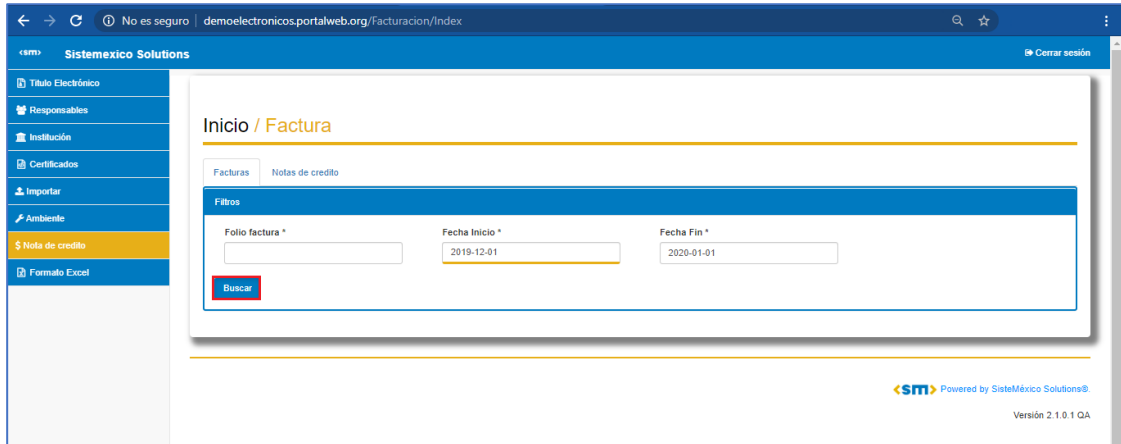 No es seguro | demoelectronicos.portalweb.org/Facturacion/Index
<sm> Sistemexico Solutions
Cerrar sesión
Titulo Electrónico
Responsables
Institución
Certificados
Importar
Ambiente
$ Nota de credito
Formato Excel
Inicio / Factura
Facturas Notas de credito
Filtros
Folio factura * Fecha Inicio * Fecha Fin *
2019-12-01 2020-01-01
Buscar
<sm> Powered by SisteMéxico Solutions®.
Versión 2.1.0.1 QA